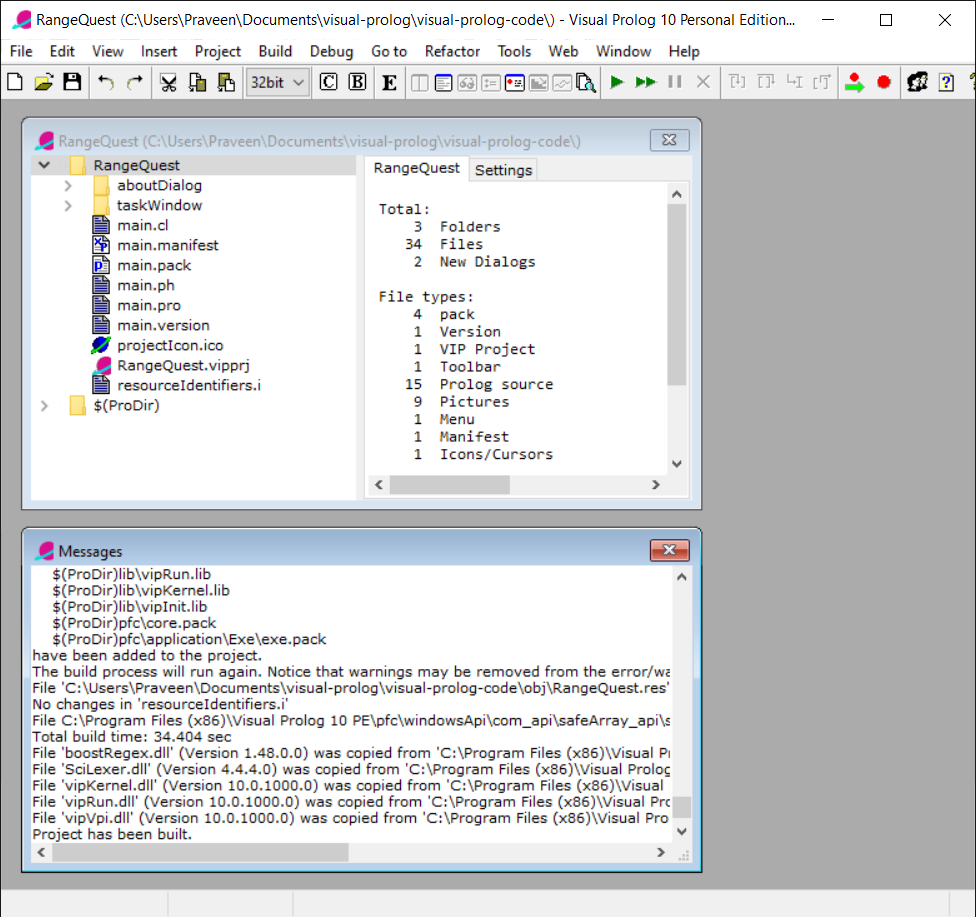 RangeQuest (C:\Users\Praveen\Documents\visual-prolog\visual-prolog-code\) - Visual Prolog 10 Personal Edition...
File Edit View Insert Project Build Debug Go to Refactor Tools Web Window Help
32bit C B E
RangeQuest (C:\Users\Praveen\Documents\visual-prolog\visual-prolog-code\)
RangeQuest
aboutDialog
taskWindow
main.cl
main.manifest
main.pack
main.ph
main.pro
main.version
projectIcon.ico
RangeQuest.vipprj
resourceIdentifiers.i
$(ProDir)
RangeQuest Settings
Total:
3 Folders
34 Files
2 New Dialogs
File types:
4 pack
1 Version
1 VIP Project
1 Toolbar
15 Prolog source
9 Pictures
1 Menu
1 Manifest
1 Icons/Cursors
Messages
$(ProDir)lib\vipRun.lib
$(ProDir)lib\vipKernel.lib
$(ProDir)lib\vipInit.lib
$(ProDir)pfc\core.pack
$(ProDir)pfc\application\Exe\exe.pack
have been added to the project.
The build process will run again. Notice that warnings may be removed from the error/wa
File 'C:\Users\Praveen\Documents\visual-prolog\visual-prolog-code\obj\RangeQuest.res'
No changes in 'resourceIdentifiers.i'
File C:\Program Files (x86)\Visual Prolog 10 PE\pfc\windowsApi\com_api\safeArray_api\s
Total build time: 34.404 sec
File 'boostRegex.dll' (Version 1.48.0.0) was copied from 'C:\Program Files (x86)\Visual Pr
File 'SciLexer.dll' (Version 4.4.4.0) was copied from 'C:\Program Files (x86)\Visual Prolog
File 'vipKernel.dll' (Version 10.0.1000.0) was copied from 'C:\Program Files (x86)\Visual
File 'vipRun.dll' (Version 10.0.1000.0) was copied from 'C:\Program Files (x86)\Visual Pro
File 'vipVpi.dll' (Version 10.0.1000.0) was copied from 'C:\Program Files (x86)\Visual Pro
Project has been built.